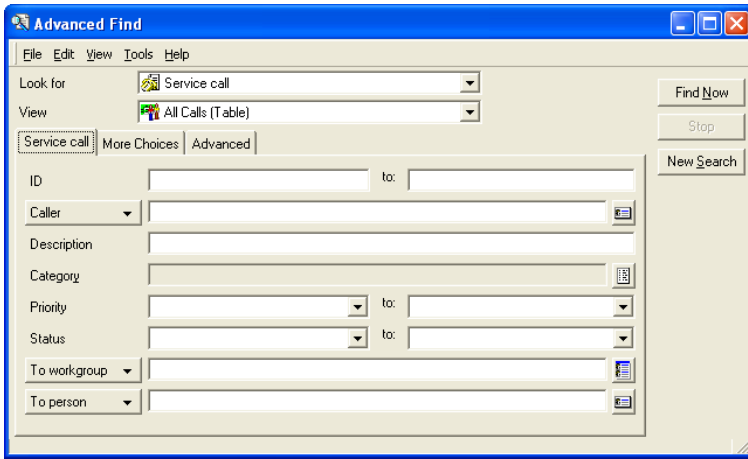 Advanced Find
File Edit View Tools Help
Look for Service call
Find Now
View All Calls (Table)
Stop
Service call More Choices Advanced
New Search
ID to:
Caller
Description
Category
Priority to:
Status to:
To workgroup
To person